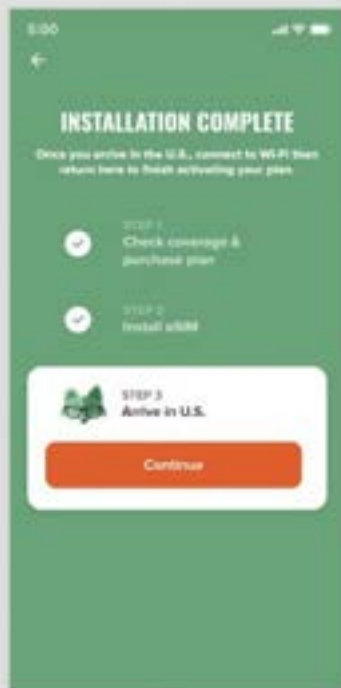 5:00
INSTALLATION COMPLETE
Once you arrive in the U.S., connect to Wi-Fi then
return here to finish activating your plan.
STEP 1
Check coverage &
purchase plan
STEP 2
Install eSIM
STEP 3
Arrive in U.S.
Continue